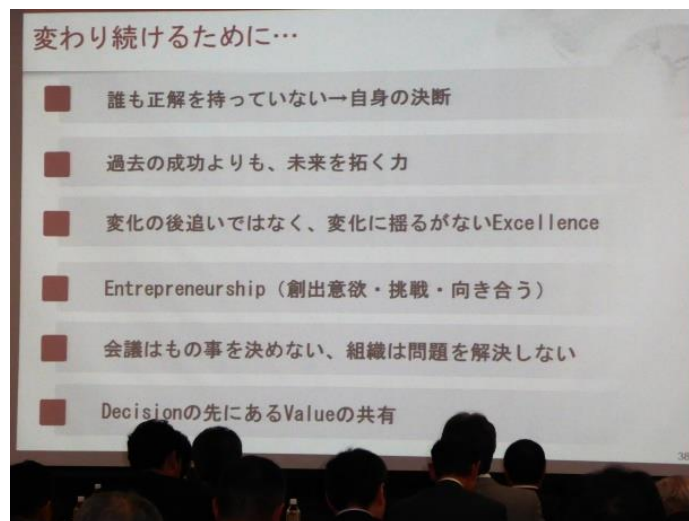 変わり続けるために…
誰も正解を持っていない→自身の決断
過去の成功よりも、未来を拓く力
変化の後追いではなく、変化に揺るがないExcellence
Entrepreneurship（創出意欲・挑戦・向き合う）
会議はもの事を決めない、組織は問題を解決しない
Decisionの先にあるValueの共有
38